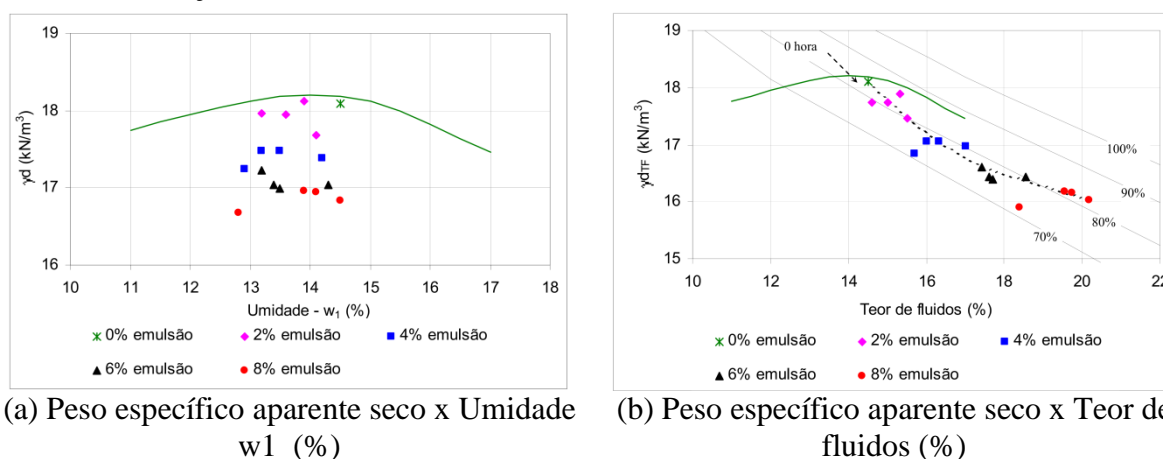 19
18
17
16
γd (kN/m³)
10 11 12 13 14 15 16 17 18
Umidade - w₁ (%)
0% emulsão 2% emulsão 4% emulsão
6% emulsão 8% emulsão
(a) Peso específico aparente seco x Umidade
w1 (%)
19
18
17
16
15
γdTF (kN/m³)
0 hora
100%
90%
80%
70%
10 12 14 16 18 20 22
Teor de fluidos (%)
0% emulsão 2% emulsão 4% emulsão
6% emulsão 8% emulsão
(b) Peso específico aparente seco x Teor de
fluidos (%)